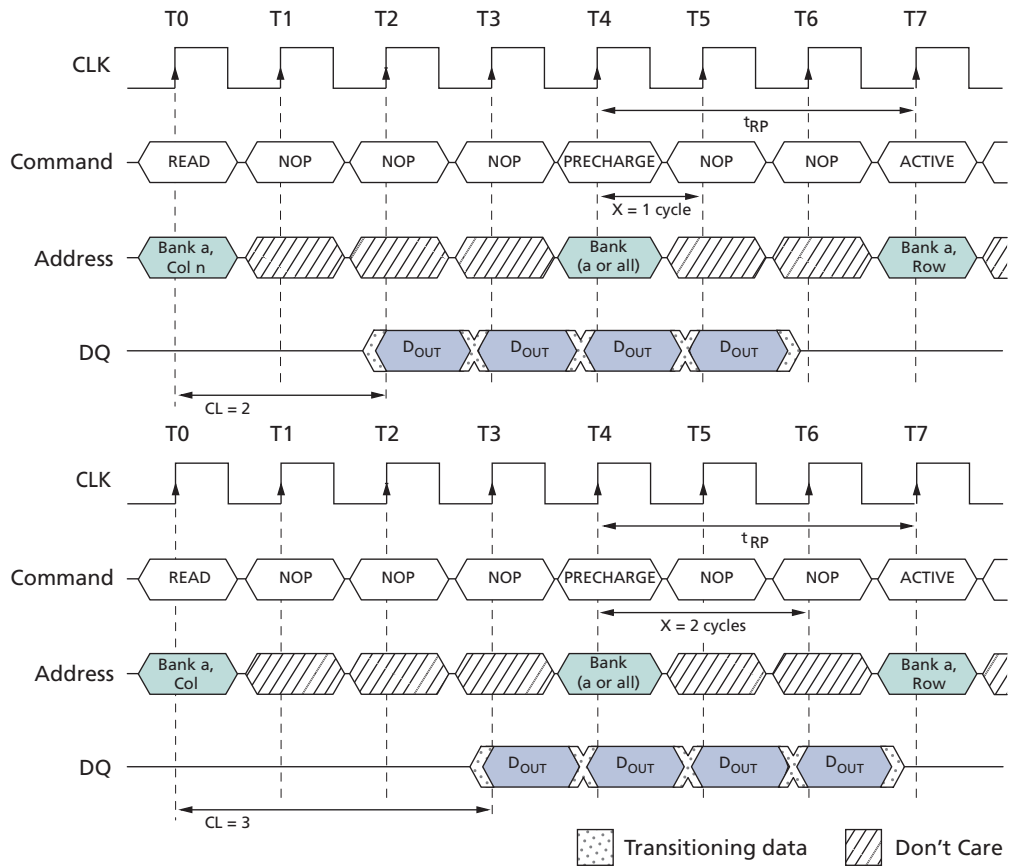 T0 T1 T2 T3 T4 T5 T6 T7
CLK
tRP
Command READ NOP NOP NOP PRECHARGE NOP NOP ACTIVE
X = 1 cycle
Address Bank a, Col n Bank (a or all) Bank a, Row
DQ DOUT DOUT DOUT DOUT
CL = 2
T0 T1 T2 T3 T4 T5 T6 T7
CLK
tRP
Command READ NOP NOP NOP PRECHARGE NOP NOP ACTIVE
X = 2 cycles
Address Bank a, Col Bank (a or all) Bank a, Row
DQ DOUT DOUT DOUT DOUT
CL = 3
Transitioning data Don't Care